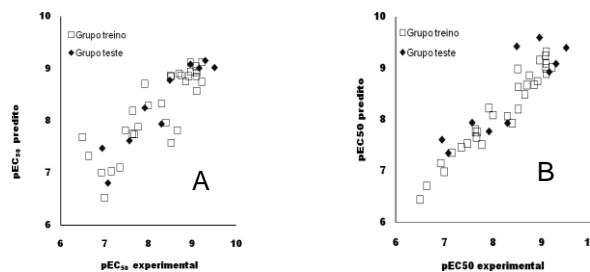 10
9
8
7
6
pEC₅₀ predito
□Grupo treino
◆Grupo teste
A
6 7 8 9 10
pEC₅₀ experimental
10
9
8
7
6
pEC50 predito
□Grupo treino
◆Grupo teste
B
6 7 8 9 10
pEC50 experimental